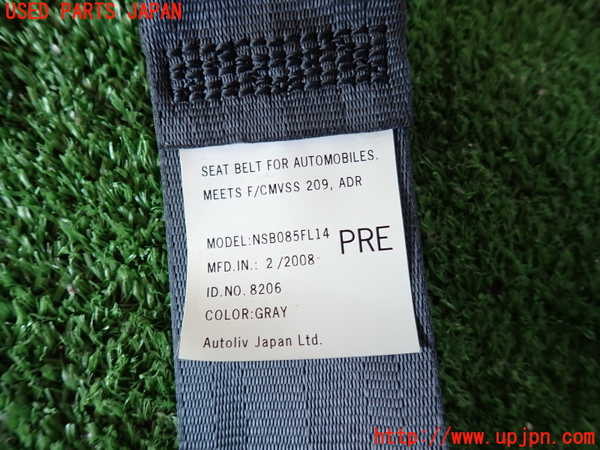 USED PARTS JAPAN
SEAT BELT FOR AUTOMOBILES.
MEETS F/CMVSS 209, ADR
MODEL:NSB085FL14 PRE
MFD.IN.: 2/2008
ID.NO. 8206
COLOR:GRAY
Autoliv Japan Ltd.
http://www.upjpn.com/